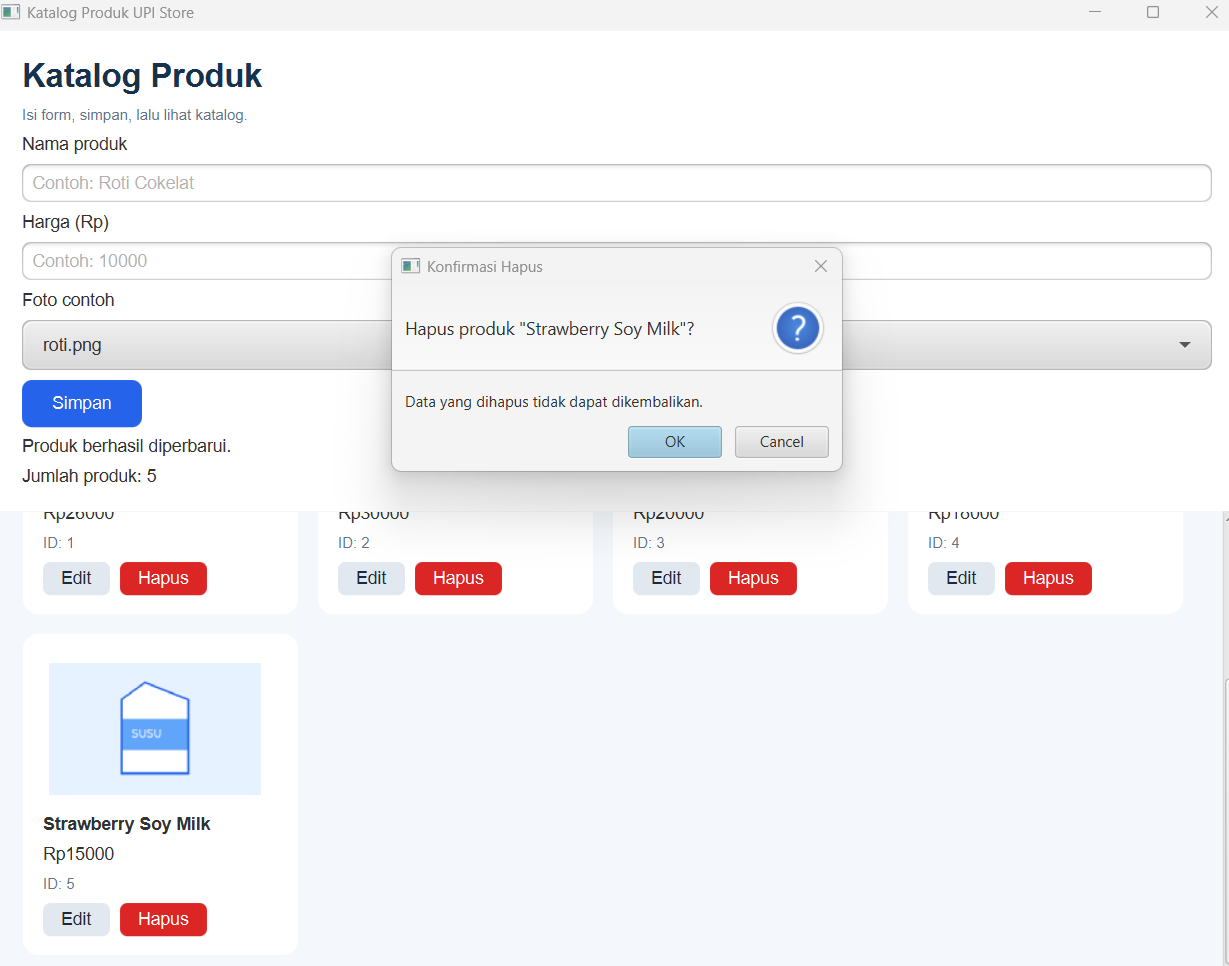 Katalog Produk UPI Store
Katalog Produk
Isi form, simpan, lalu lihat katalog.
Nama produk
Contoh: Roti Cokelat
Harga (Rp)
Contoh: 10000
Foto contoh
roti.png
Simpan
Produk berhasil diperbarui.
Jumlah produk: 5
Konfirmasi Hapus
Hapus produk "Strawberry Soy Milk"?
?
Data yang dihapus tidak dapat dikembalikan.
OK Cancel
Rp30000 Rp20000
ID: 1 ID: 2 ID: 3 ID: 4
Edit Hapus Edit Hapus Edit Hapus Edit Hapus
SUSU
Strawberry Soy Milk
Rp15000
ID: 5
Edit Hapus